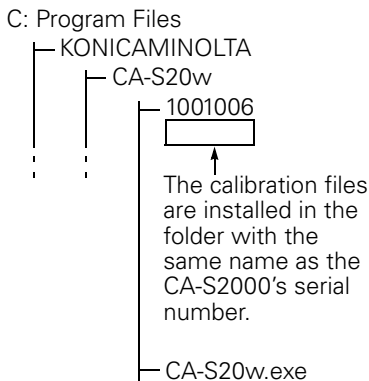 C: Program Files
KONICAMINOLTA
CA-S20w
1001006
The calibration files
are installed in the
folder with the
same name as the
CA-S2000's serial
number.
CA-S20w.exe